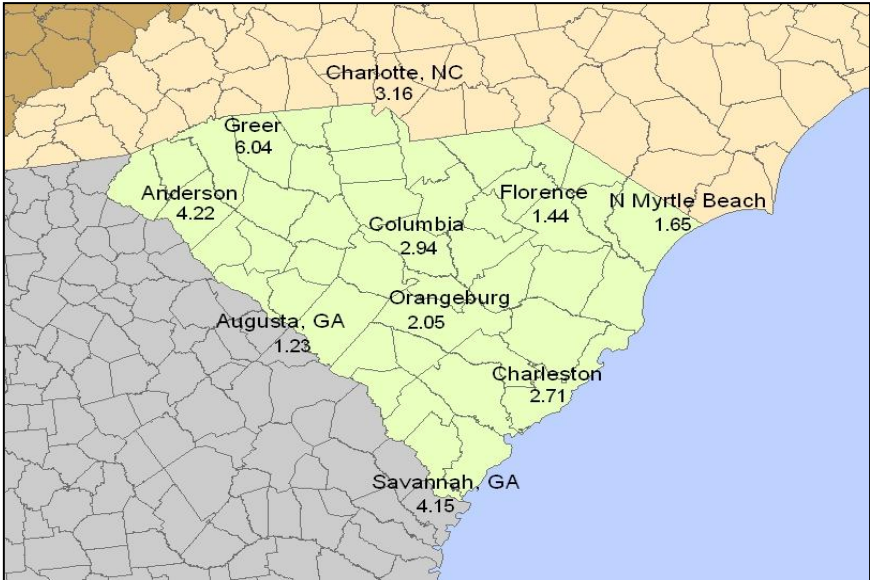 Charlotte, NC
3.16
Greer
6.04
Anderson
4.22
Florence
1.44
N Myrtle Beach
1.65
Columbia
2.94
Orangeburg
2.05
Augusta, GA
1.23
Charleston
2.71
Savannah, GA
4.15